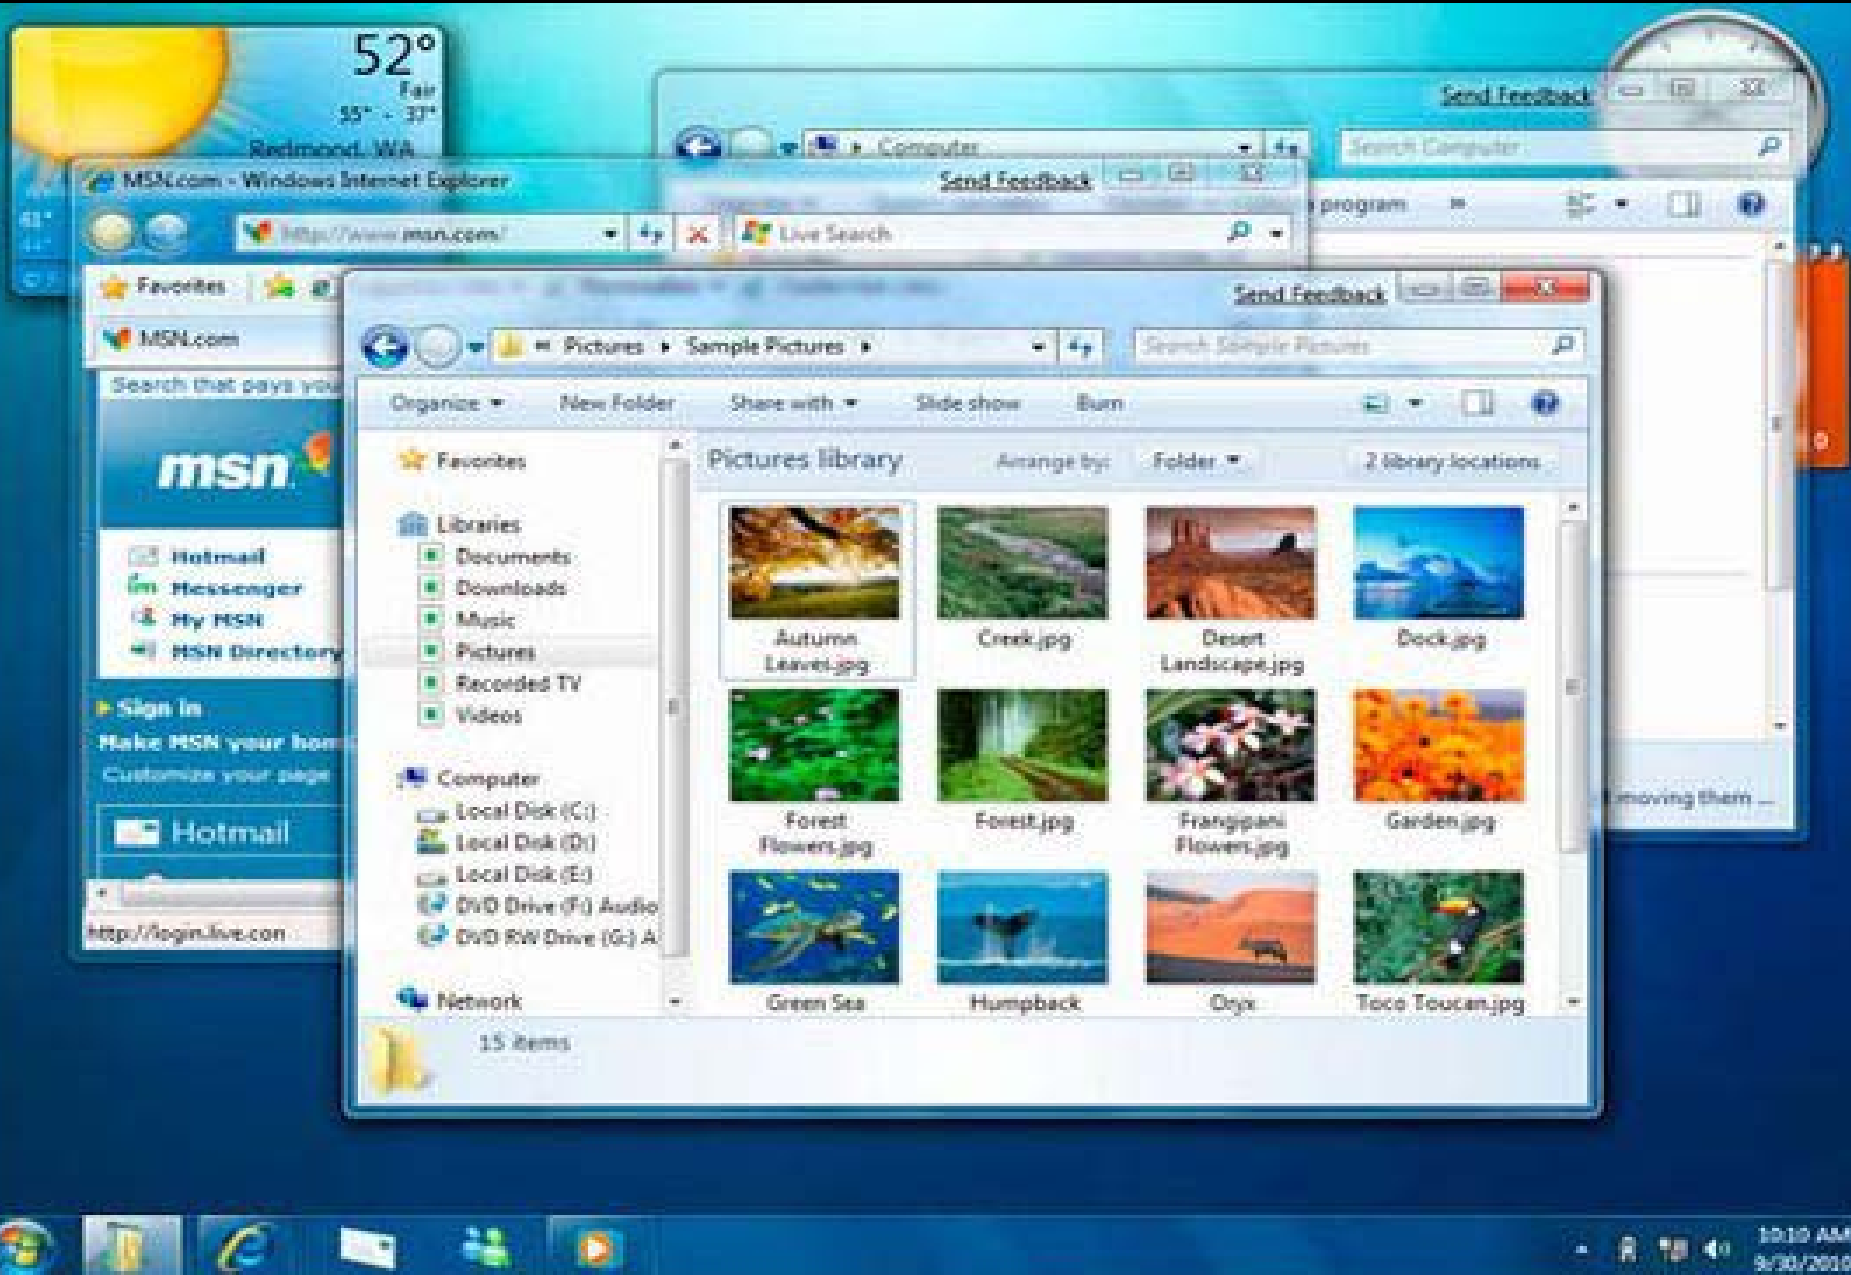 52°
Fair
55° - 37°
Redmond, WA
61°
Send Feedback
Computer
Search Computer
program
MSN.com - Windows Internet Explorer
Send Feedback
http://www.msn.com/
Live Search
Favorites
MSN.com
Search that pays you
msn
Hotmail
Messenger
My MSN
MSN Directory
Sign in
Make MSN your hom
Customize your page
Hotmail
http://login.live.con
moving them ...
Send Feedback
Pictures
Sample Pictures
Search Sample Pictures
Organize
New Folder
Share with
Slide show
Burn
Favorites
Libraries
Documents
Downloads
Music
Pictures
Recorded TV
Videos
Computer
Local Disk (C:)
Local Disk (D:)
Local Disk (E:)
DVD Drive (F:) Audio
DVD RW Drive (G:) A
Network
Pictures library
Arrange by:
Folder
2 library locations
Autumn
Leaves.jpg
Creek.jpg
Desert
Landscape.jpg
Dock.jpg
Forest
Flowers.jpg
Forest.jpg
Frangipani
Flowers.jpg
Garden.jpg
Green Sea
Humpback
Oryx
Toco Toucan.jpg
15 items
10:10 AM
9/30/2010